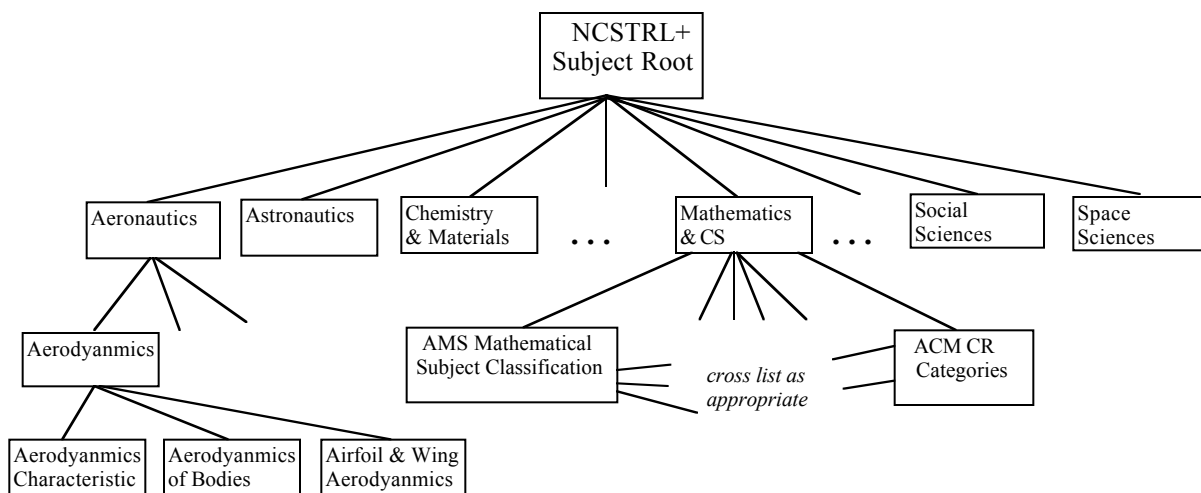 NCSTRL+
Subject Root
Aeronautics
Astronautics
Chemistry
& Materials
...
Mathematics
& CS
...
Social
Sciences
Space
Sciences
Aerodyanmics
AMS Mathematical
Subject Classification
cross list as
appropriate
ACM CR
Categories
Aerodyanmics
Characteristic
Aerodyanmics
of Bodies
Airfoil & Wing
Aerodyanmics